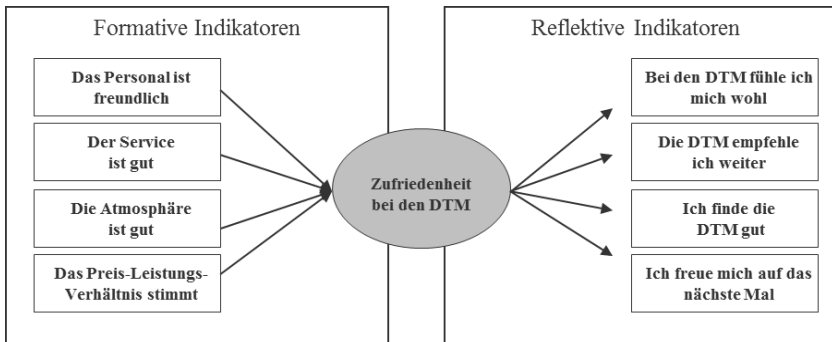 Formative Indikatoren
Das Personal ist
freundlich
Der Service
ist gut
Die Atmosphäre
ist gut
Das Preis-Leistungs-
Verhältnis stimmt
Zufriedenheit
bei den DTM
Reflektive Indikatoren
Bei den DTM fühle ich
mich wohl
Die DTM empfehle
ich weiter
Ich finde die
DTM gut
Ich freue mich auf das
nächste Mal